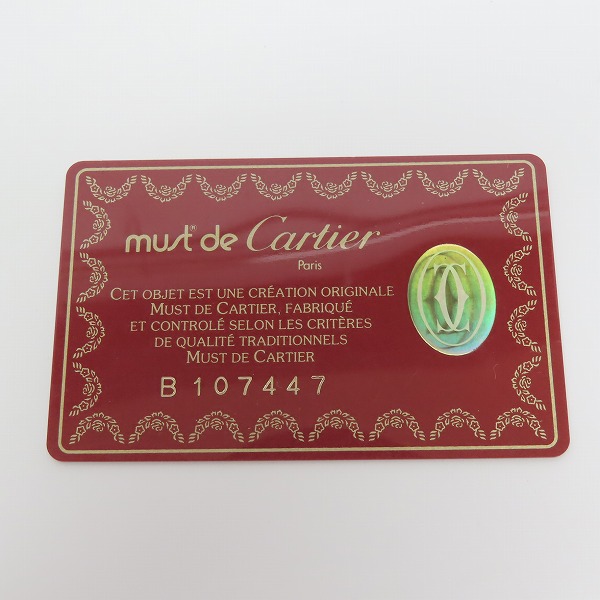 must de Cartier
Paris
CET OBJET EST UNE CRÉATION ORIGINALE
MUST DE CARTIER, FABRIQUÉ
ET CONTROLÉ SELON LES CRITÈRES
DE QUALITÉ TRADITIONNELS
MUST DE CARTIER
B 107447